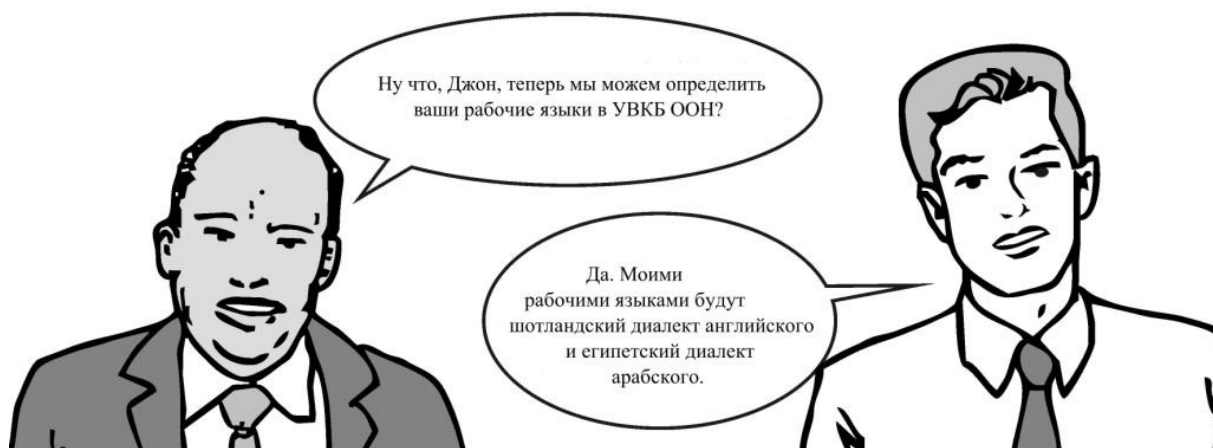 Ну что, Джон, теперь мы можем определить
ваши рабочие языки в УВКБ ООН?
Да. Моими
рабочими языками будут
шотландский диалект английского
и египетский диалект
арабского.